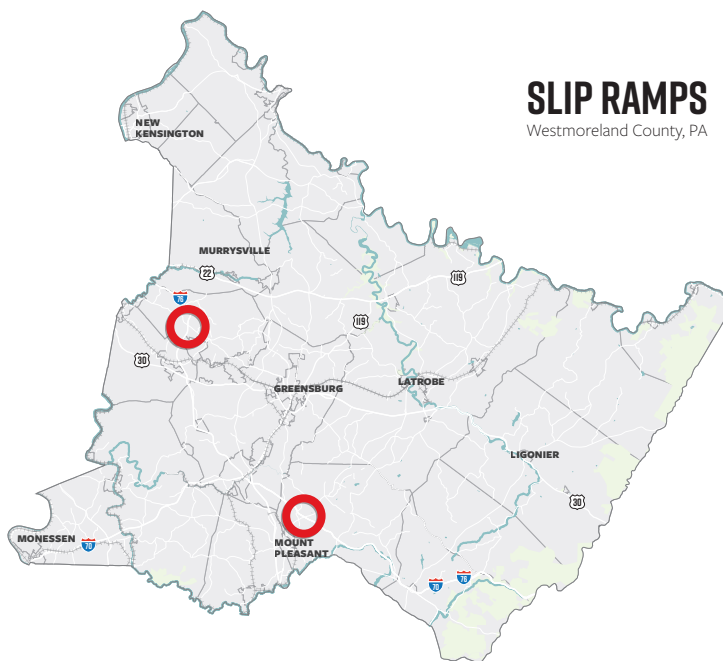 SLIP RAMPS
Westmoreland County, PA
NEW
KENSINGTON
MURRYSVILLE
22
119
76
119
30
GREENSBURG
LATROBE
LIGONIER
30
MOUNT
PLEASANT
MONESSEN
70
70
76